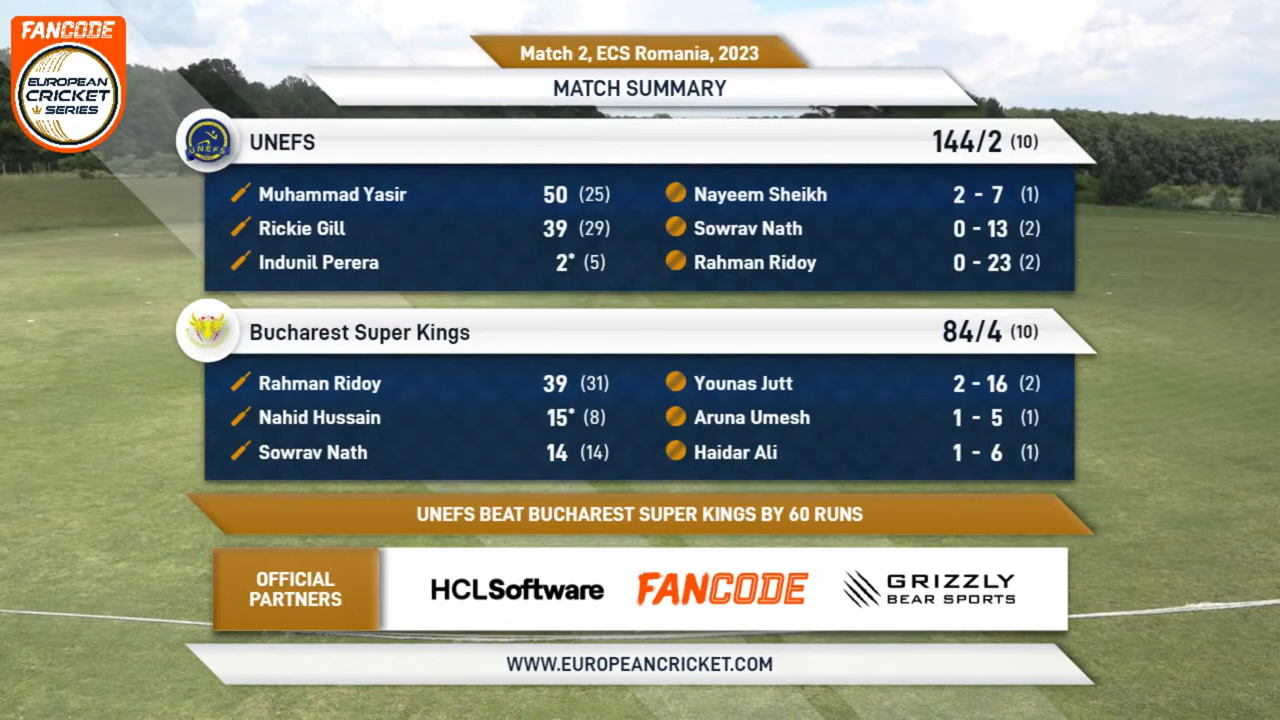 FANCODE
EUROPEAN
CRICKET
SERIES
Match 2, ECS Romania, 2023
MATCH SUMMARY
UNEFS
UNEFS 144/2 (10)
Muhammad Yasir 50 (25) Nayeem Sheikh 2 - 7 (1)
Rickie Gill 39 (29) Sowrav Nath 0 - 13 (2)
Indunil Perera 2* (5) Rahman Ridoy 0 - 23 (2)
Bucharest Super Kings 84/4 (10)
Rahman Ridoy 39 (31) Younas Jutt 2 - 16 (2)
Nahid Hussain 15* (8) Aruna Umesh 1 - 5 (1)
Sowrav Nath 14 (14) Haidar Ali 1 - 6 (1)
UNEFS BEAT BUCHAREST SUPER KINGS BY 60 RUNS
OFFICIAL
PARTNERS
HCLSoftware FANCODE GRIZZLY
BEAR SPORTS
WWW.EUROPEANCRICKET.COM